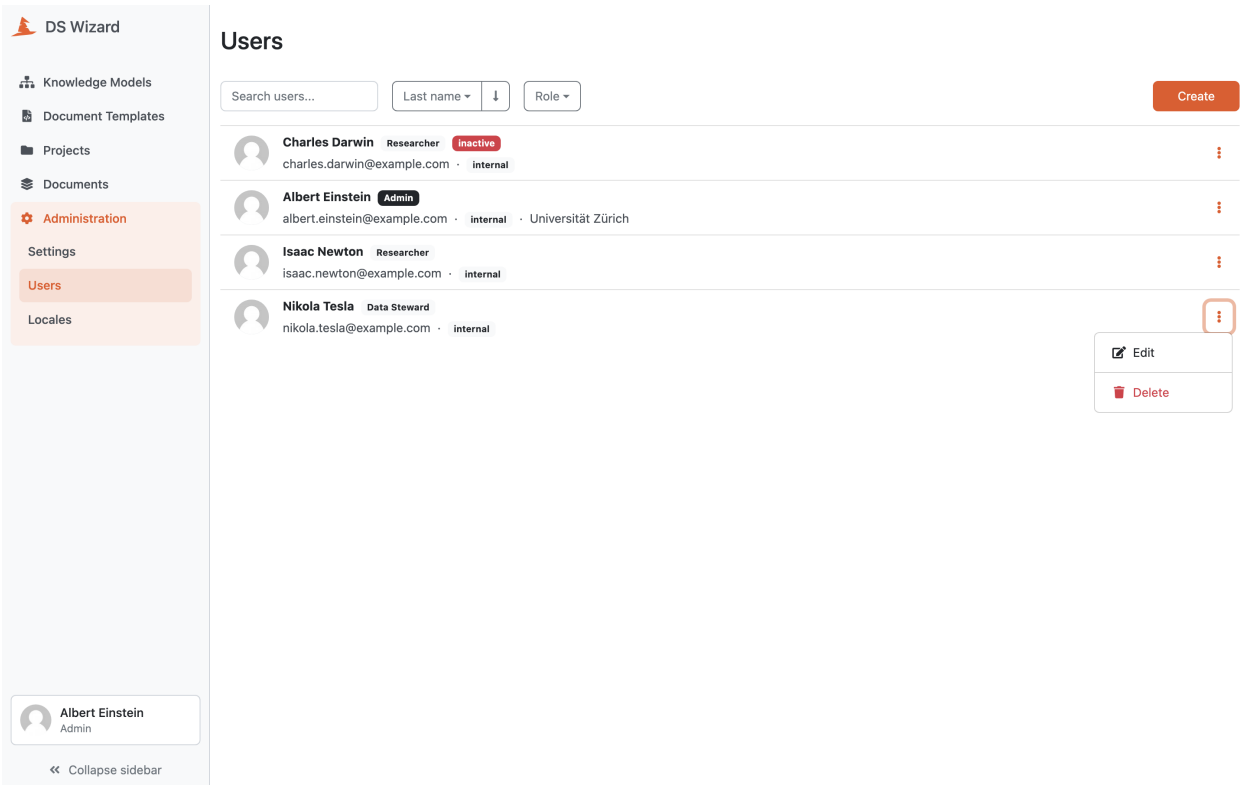 DS Wizard
Knowledge Models
Document Templates
Projects
Documents
Administration
Settings
Users
Locales
Albert Einstein
Admin
Collapse sidebar
Users
Search users...
Last name
Role
Create
Charles Darwin Researcher inactive
charles.darwin@example.com · internal
Albert Einstein Admin
albert.einstein@example.com · internal · Universität Zürich
Isaac Newton Researcher
isaac.newton@example.com · internal
Nikola Tesla Data Steward
nikola.tesla@example.com · internal
Edit
Delete